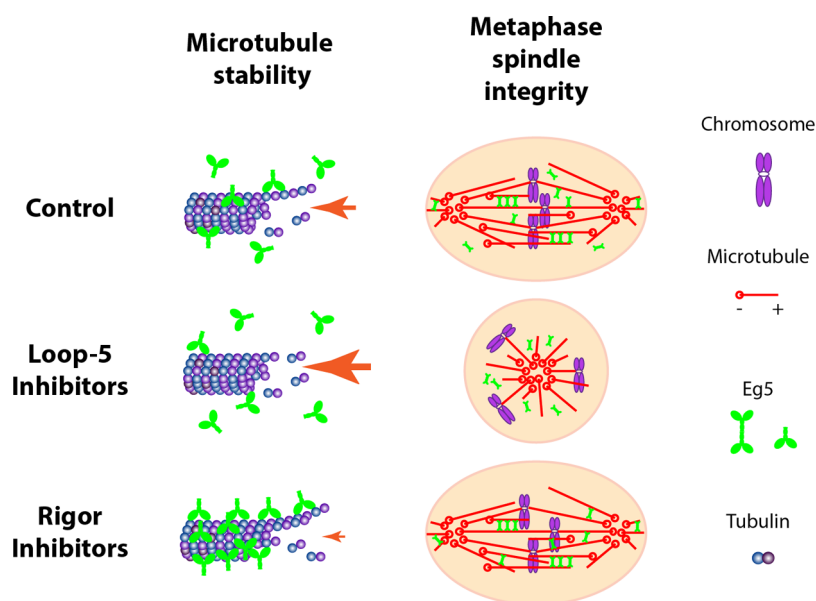 Microtubule
stability
Metaphase
spindle
integrity
Chromosome
Control
Microtubule
- +
Loop-5
Inhibitors
Eg5
Rigor
Inhibitors
Tubulin